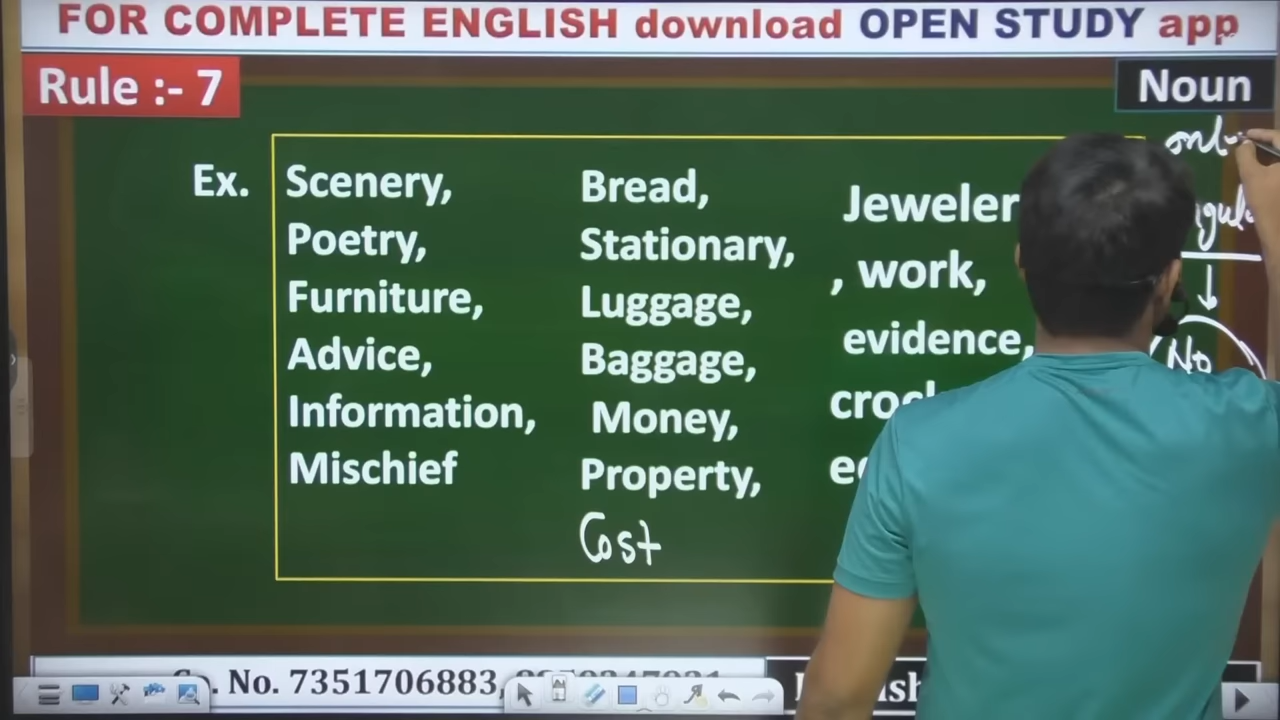 FOR COMPLETE ENGLISH download OPEN STUDY app
Rule :- 7
Noun
Ex.
Scenery,
Poetry,
Furniture,
Advice,
Information,
Mischief
Bread,
Stationary,
Luggage,
Baggage,
Money,
Property,
Cost
Jeweler
, work,
evidence,
No
No. 7351706883,